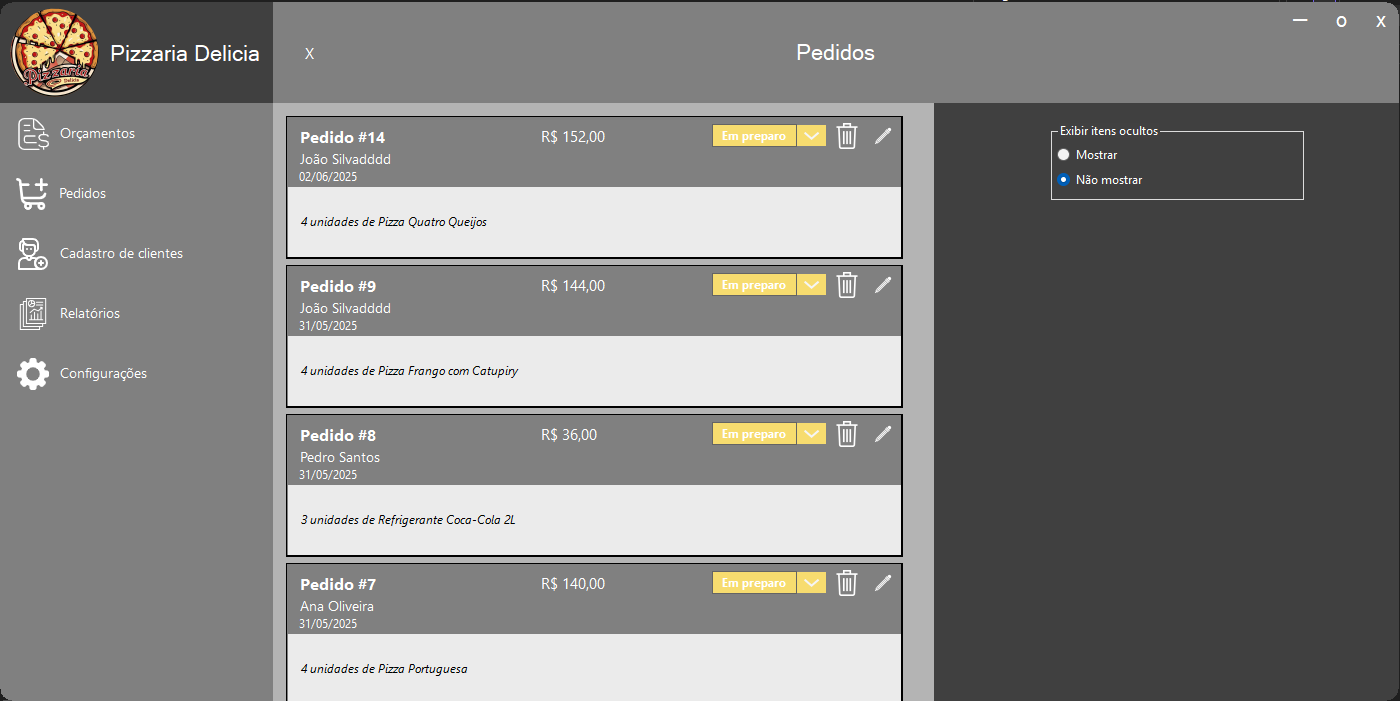 Pizzaria
Delicia
Pizzaria Delicia
X
Pedidos
O
X
Orçamentos
Pedidos
Cadastro de clientes
Relatórios
Configurações
Pedido #14
R$ 152,00
Em preparo
João Silvadddd
02/06/2025
4 unidades de Pizza Quatro Queijos
Pedido #9
R$ 144,00
Em preparo
João Silvadddd
31/05/2025
4 unidades de Pizza Frango com Catupiry
Pedido #8
R$ 36,00
Em preparo
Pedro Santos
31/05/2025
3 unidades de Refrigerante Coca-Cola 2L
Pedido #7
R$ 140,00
Em preparo
Ana Oliveira
31/05/2025
4 unidades de Pizza Portuguesa
Exibir itens ocultos
Mostrar
Não mostrar